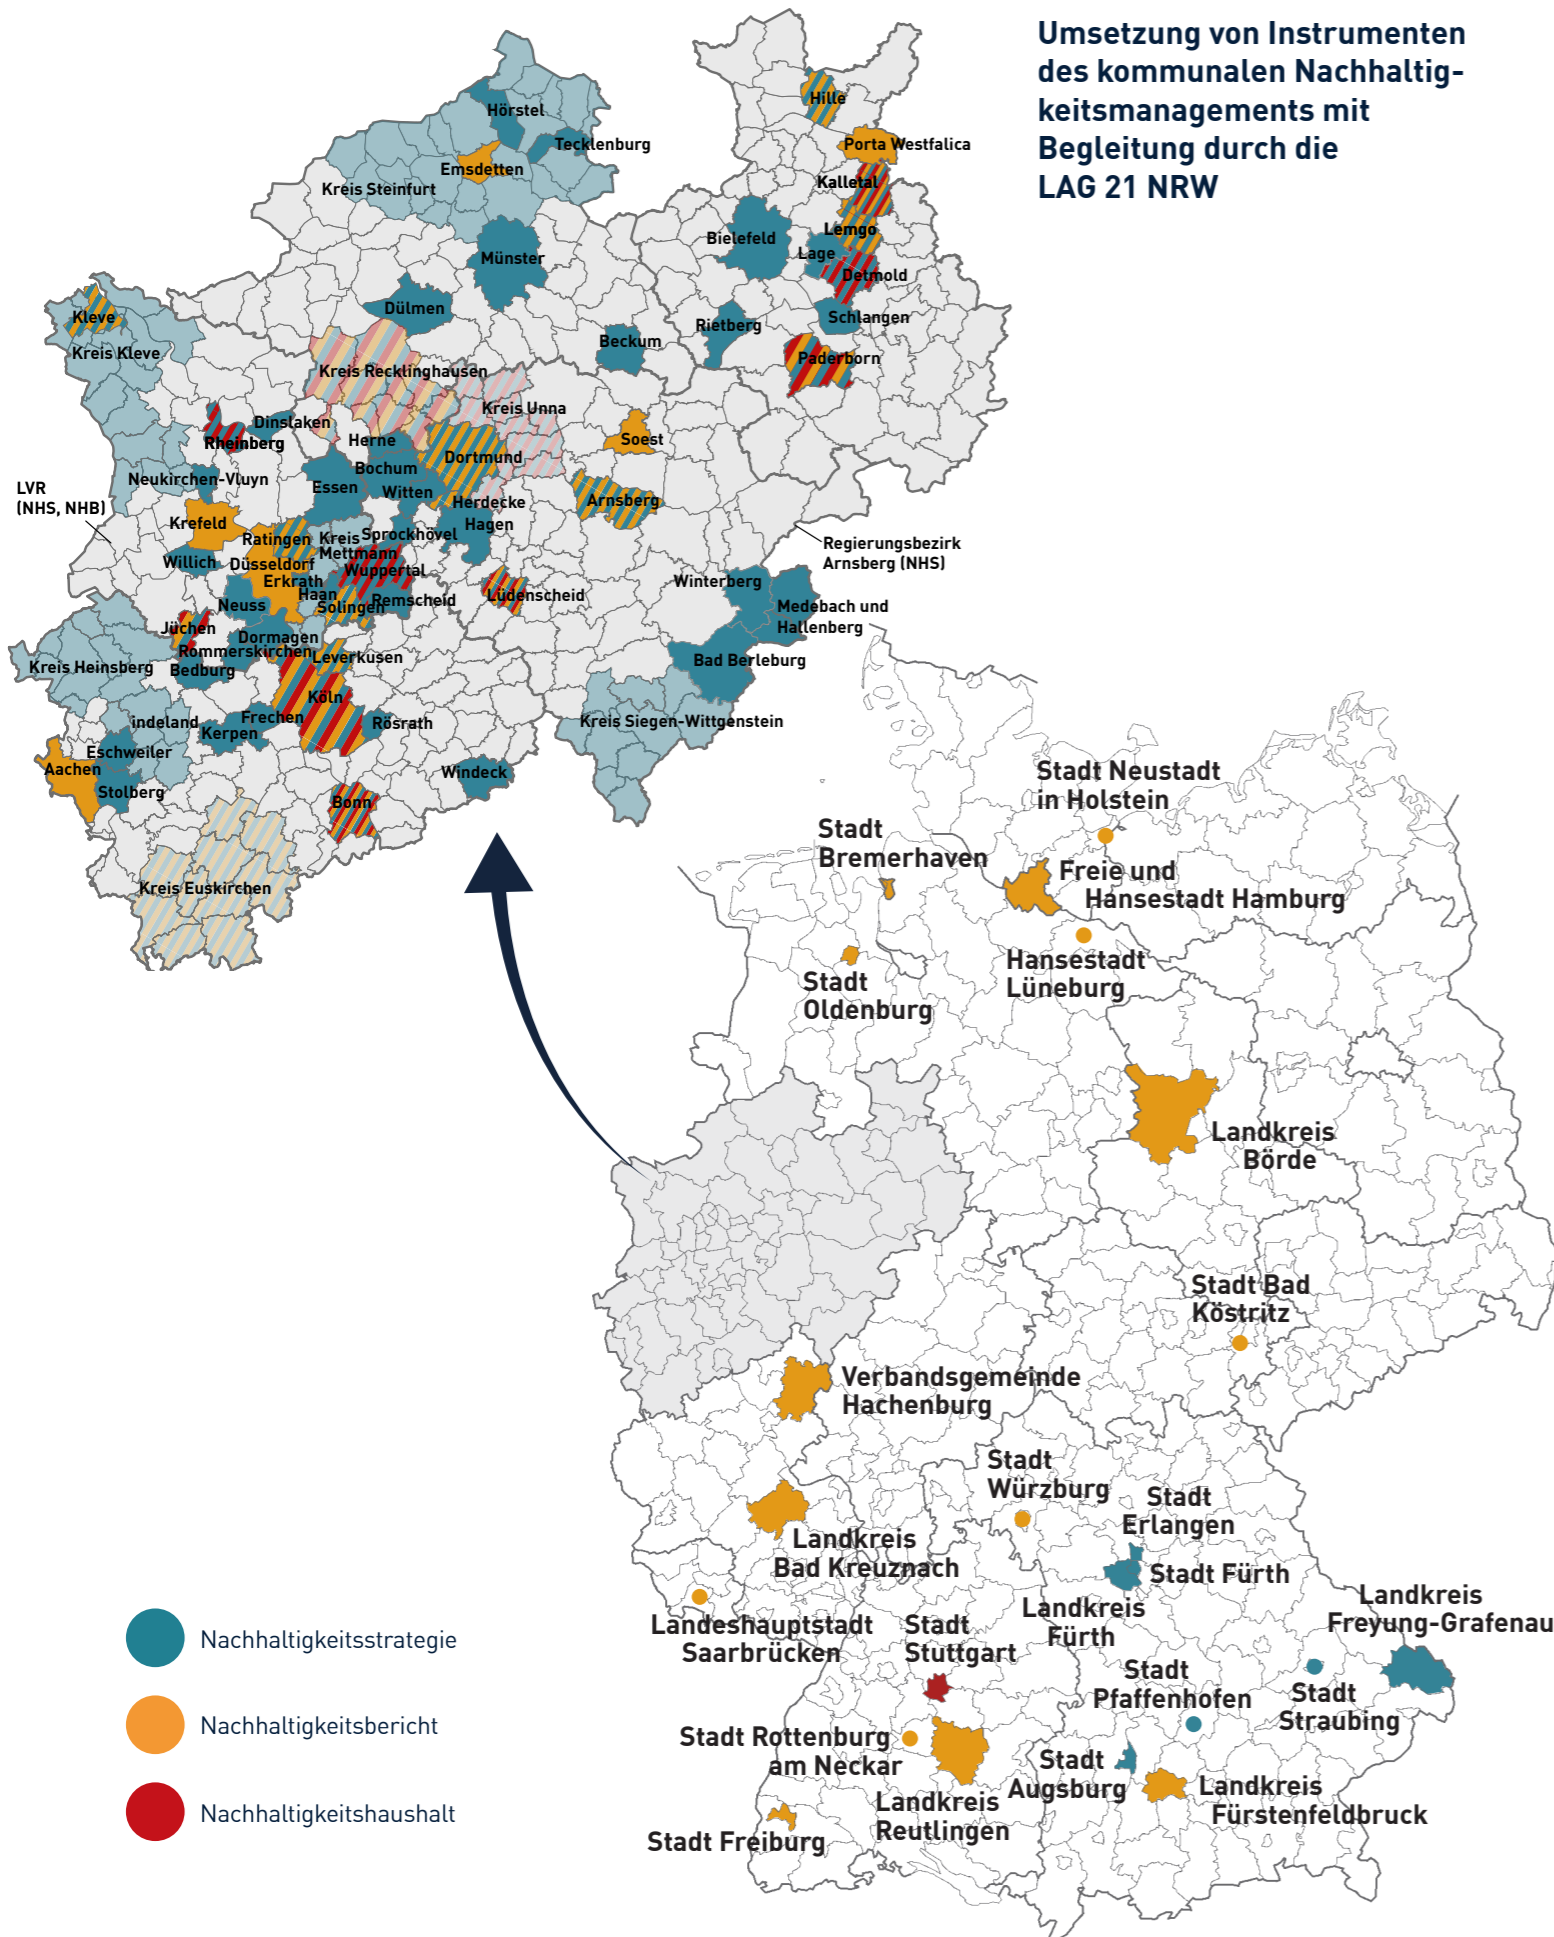 Umsetzung von Instrumenten
des kommunalen Nachhaltig-
keitsmanagements mit
Begleitung durch die
LAG 21 NRW
Hille
Hörstel
Tecklenburg
Porta Westfalica
Emsdetten
Kalletal
Kreis Steinfurt
Lemgo
Bielefeld
Lage
Münster
Detmold
Dülmen
Kleve
Schlangen
Rietberg
Beckum
Kreis Kleve
Paderborn
Kreis Recklinghausen
Kreis Unna
Dinslaken
Rheinberg
Herne
Soest
Dortmund
Bochum
Neukirchen-Vluyn
Essen
Witten
LVR
(NHS, NHB)
Herdecke
Arnsberg
Krefeld
Hagen
Sprockhövel
Ratingen
Kreis
Mettmann
Regierungsbezirk
Arnsberg (NHS)
Willich
Düsseldorf
Wuppertal
Erkrath
Winterberg
Haan
Lüdenscheid
Remscheid
Neuss
Solingen
Medebach und
Hallenberg
Jüchen
Dormagen
Rommerskirchen
Leverkusen
Bad Berleburg
Kreis Heinsberg
Bedburg
Köln
Frechen
indeland
Kerpen
Rösrath
Kreis Siegen-Wittgenstein
Eschweiler
Aachen
Windeck
Stolberg
Bonn
Kreis Euskirchen
Stadt Neustadt
in Holstein
Stadt
Bremerhaven
Freie und
Hansestadt Hamburg
Hansestadt
Lüneburg
Stadt
Oldenburg
Landkreis
Börde
Stadt Bad
Köstritz
Verbandsgemeinde
Hachenburg
Stadt
Würzburg
Stadt
Erlangen
Landkreis
Bad Kreuznach
Stadt Fürth
Landkreis
Freyung-Grafenau
Landkreis
Fürth
Landeshauptstadt
Saarbrücken
Stadt
Stuttgart
Stadt
Pfaffenhofen
Stadt
Straubing
Stadt Rottenburg
am Neckar
Stadt
Augsburg
Landkreis
Fürstenfeldbruck
Landkreis
Reutlingen
Stadt Freiburg
Nachhaltigkeitsstrategie
Nachhaltigkeitsbericht
Nachhaltigkeitshaushalt